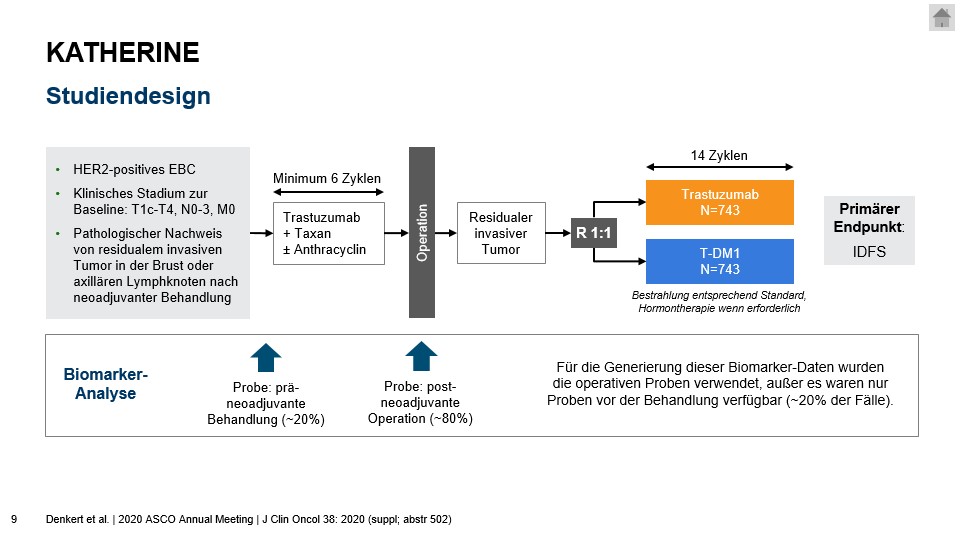 KATHERINE
Studiendesign
• HER2-positives EBC
• Klinisches Stadium zur
Baseline: T1c-T4, N0-3, M0
• Pathologischer Nachweis
von residualem invasiven
Tumor in der Brust oder
axillären Lymphknoten nach
neoadjuvanter Behandlung
Minimum 6 Zyklen
Trastuzumab
+ Taxan
± Anthracyclin
Operation
Residualer
invasiver
Tumor
R 1:1
14 Zyklen
Trastuzumab
N=743
T-DM1
N=743
Bestrahlung entsprechend Standard,
Hormontherapie wenn erforderlich
Primärer
Endpunkt:
IDFS
Biomarker-
Analyse
Probe: prä-
neoadjuvante
Behandlung (~20%)
Probe: post-
neoadjuvante
Operation (~80%)
Für die Generierung dieser Biomarker-Daten wurden
die operativen Proben verwendet, außer es waren nur
Proben vor der Behandlung verfügbar (~20% der Fälle).
9 Denkert et al. | 2020 ASCO Annual Meeting | J Clin Oncol 38: 2020 (suppl; abstr 502)